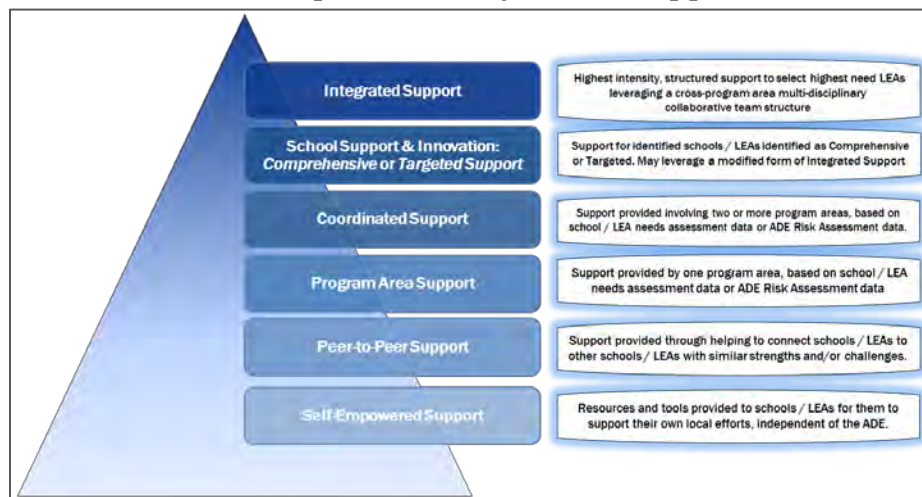 Integrated Support
Highest intensity, structured support to select highest need LEAs
leveraging a cross-program area multi-disciplinary
collaborative team structure
School Support & Innovation:
Comprehensive or Targeted Support
Support for identified schools / LEAs identified as Comprehensive
or Targeted. May leverage a modified form of Integrated Support
Coordinated Support
Support provided involving two or more program areas, based on
school / LEA needs assessment data or ADE Risk Assessment data.
Program Area Support
Support provided by one program area, based on school / LEA
needs assessment data or ADE Risk Assessment data
Peer-to-Peer Support
Support provided through helping to connect schools / LEAs to
other schools / LEAs with similar strengths and/or challenges.
Self-Empowered Support
Resources and tools provided to schools / LEAs for them to
support their own local efforts, independent of the ADE.